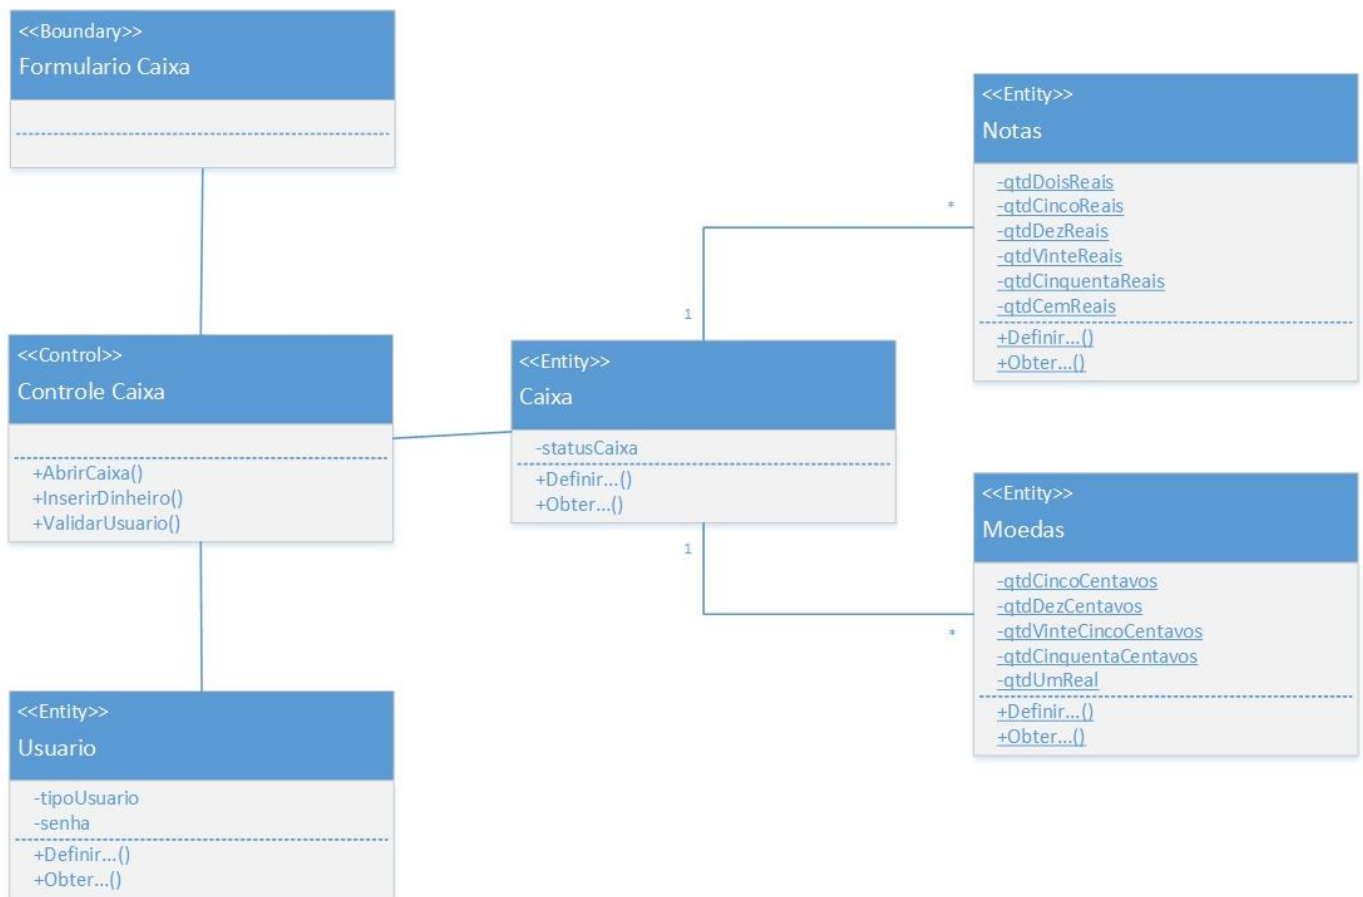 <<Boundary>>
Formulario Caixa
<<Control>>
Controle Caixa
+AbrirCaixa()
+InserirDinheiro()
+ValidarUsuario()
<<Entity>>
Usuario
-tipoUsuario
-senha
+Definir...()
+Obter...()
<<Entity>>
Caixa
-statusCaixa
+Definir...()
+Obter...()
1
*
1
*
<<Entity>>
Notas
-qtdDoisReais
-qtdCincoReais
-qtdDezReais
-qtdVinteReais
-qtdCinquentaReais
-qtdCemReais
+Definir...()
+Obter...()
<<Entity>>
Moedas
-qtdCincoCentavos
-qtdDezCentavos
-qtdVinteCincoCentavos
-qtdCinquentaCentavos
-qtdUmReal
+Definir...()
+Obter...()